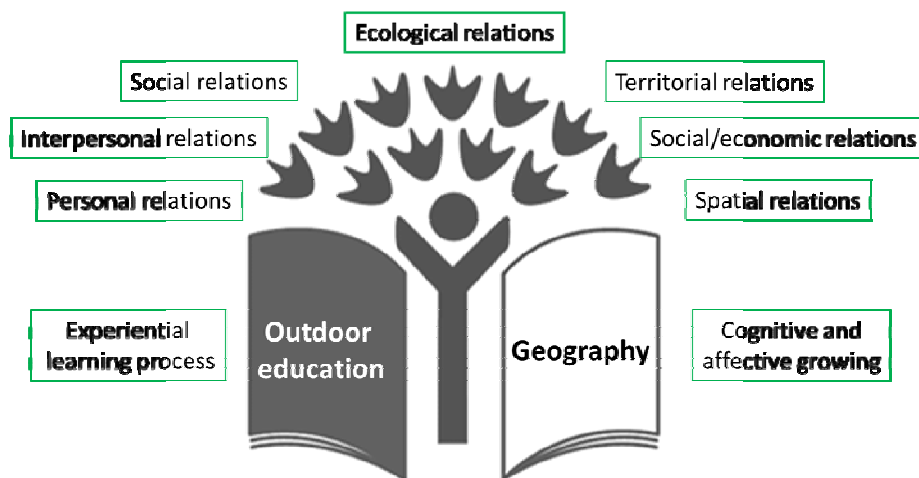 Ecological relations
Social relations
Territorial relations
Interpersonal relations
Social/economic relations
Personal relations
Spatial relations
Experiential
learning process
Outdoor
education
Geography
Cognitive and
affective growing